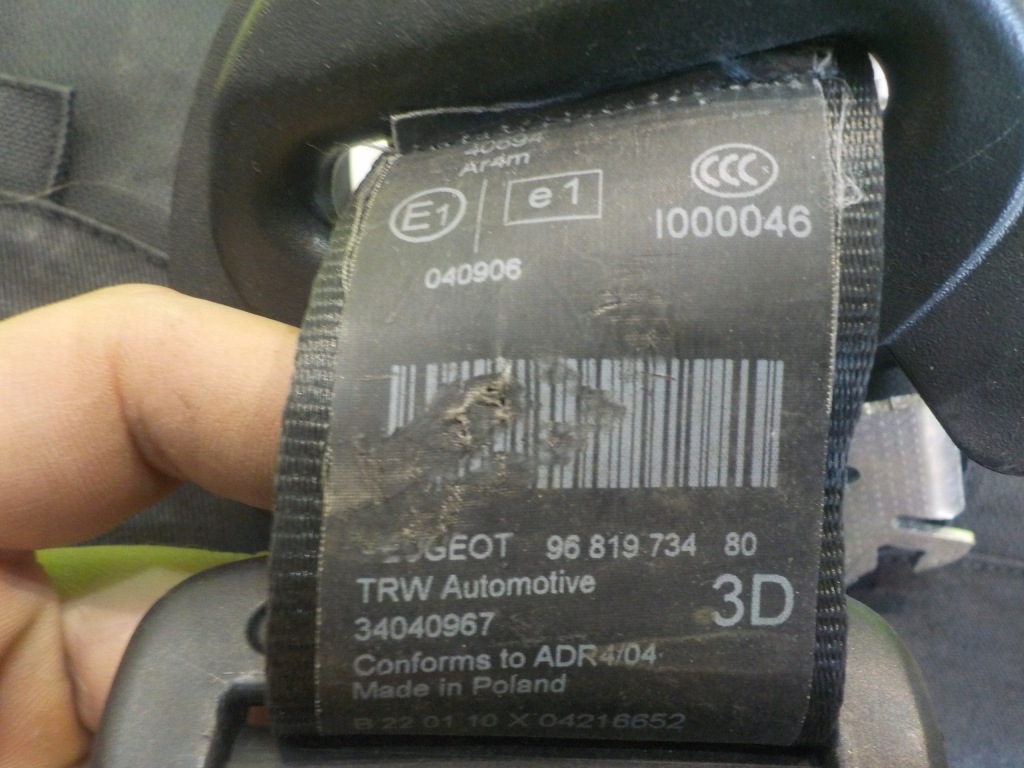 Ar4m
E1 e1 CCC
I000046
040906
96 819 734 80
TRW Automotive
3D
34040967
Conforms to ADR4/04
Made in Poland
B 22 01 10 X 04216652